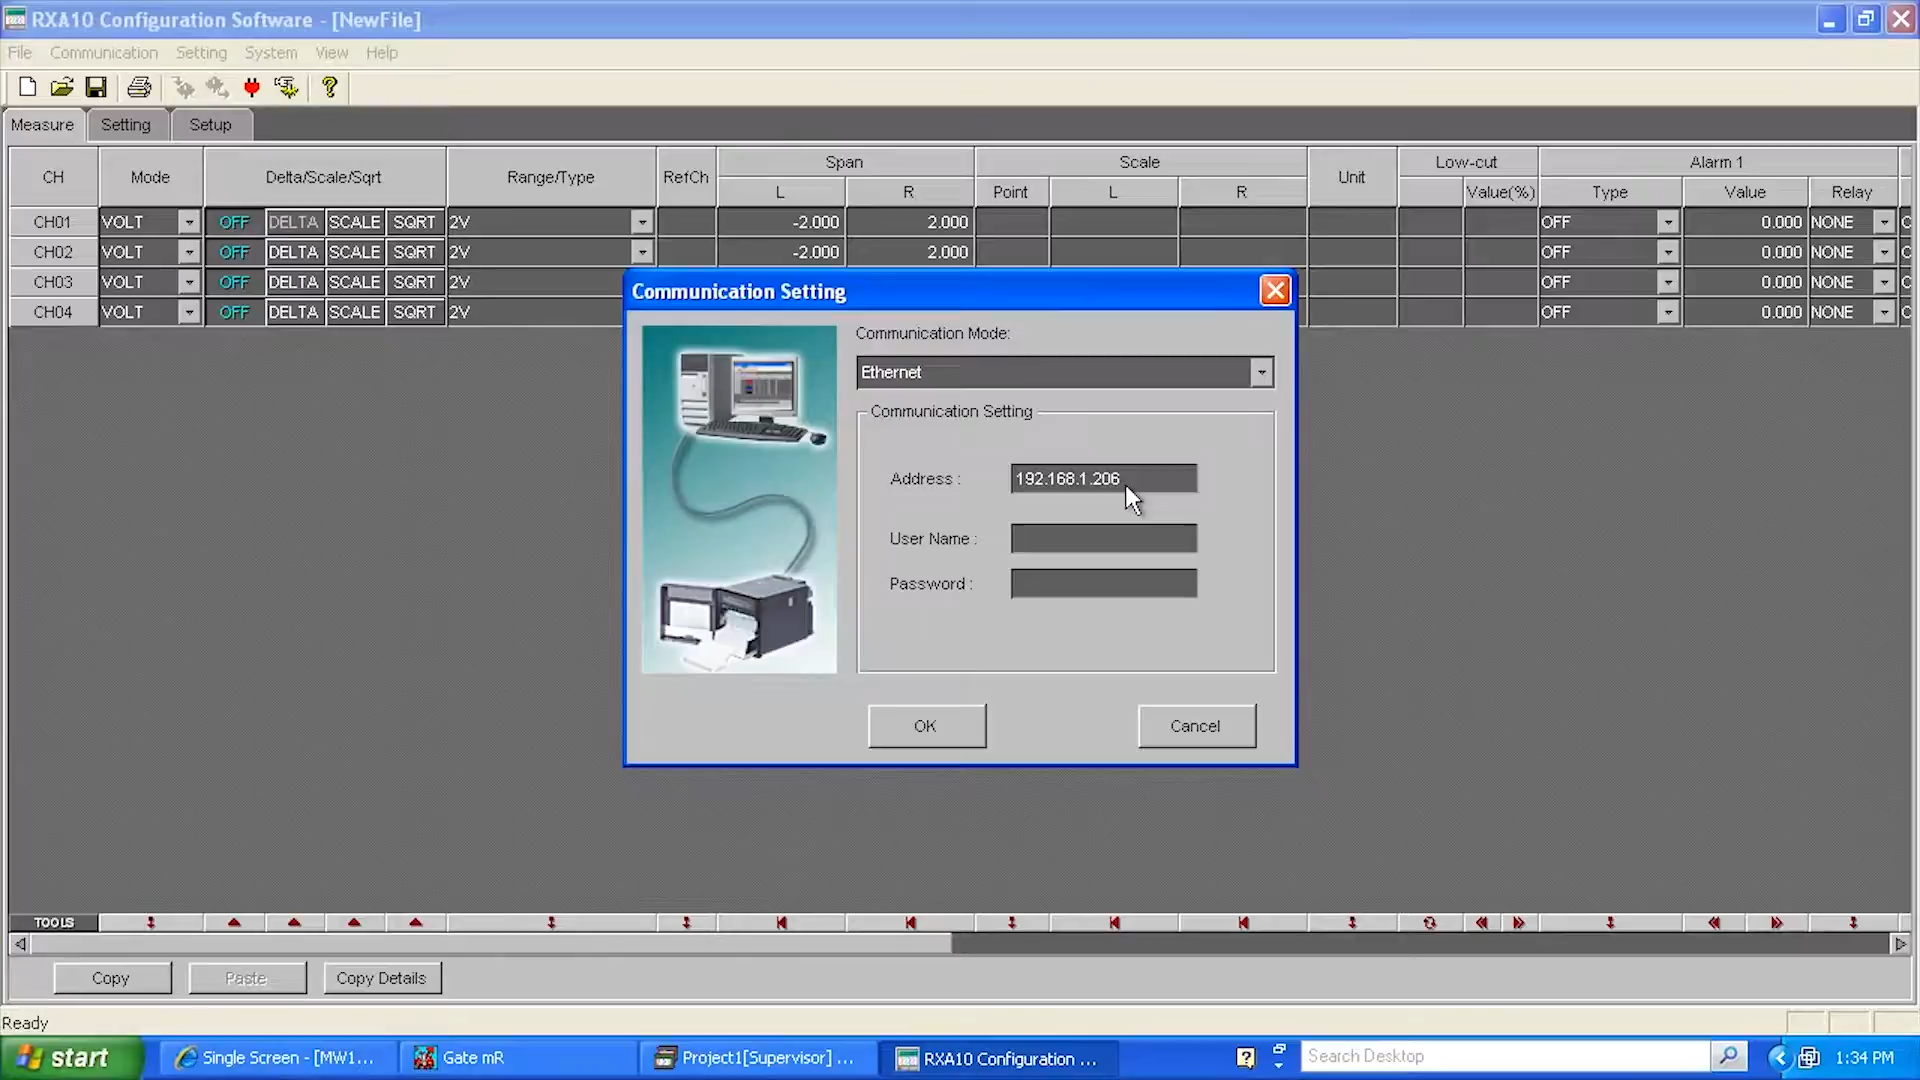 RXA10 Configuration Software - [NewFile]
File Communication Setting System View Help
Measure Setting Setup
CH Mode Delta/Scale/Sqrt Range/Type RefCh Span Scale Unit Low-cut Alarm 1
L R Point L R Value(%) Type Value Relay
CH01 VOLT OFF DELTA SCALE SQRT 2V -2.000 2.000 OFF 0.000 NONE
CH02 VOLT OFF DELTA SCALE SQRT 2V -2.000 2.000 OFF 0.000 NONE
CH03 VOLT OFF DELTA SCALE SQRT 2V OFF 0.000 NONE
CH04 VOLT OFF DELTA SCALE SQRT 2V OFF 0.000 NONE
Communication Setting
Communication Mode:
Ethernet
Communication Setting
Address : 192.168.1.206
User Name :
Password :
OK Cancel
TOOLS
Copy Paste Copy Details
Ready
start Single Screen - [MW1... Gate mR Project1[Supervisor] ... RXA10 Configuration ... Search Desktop 1:34 PM